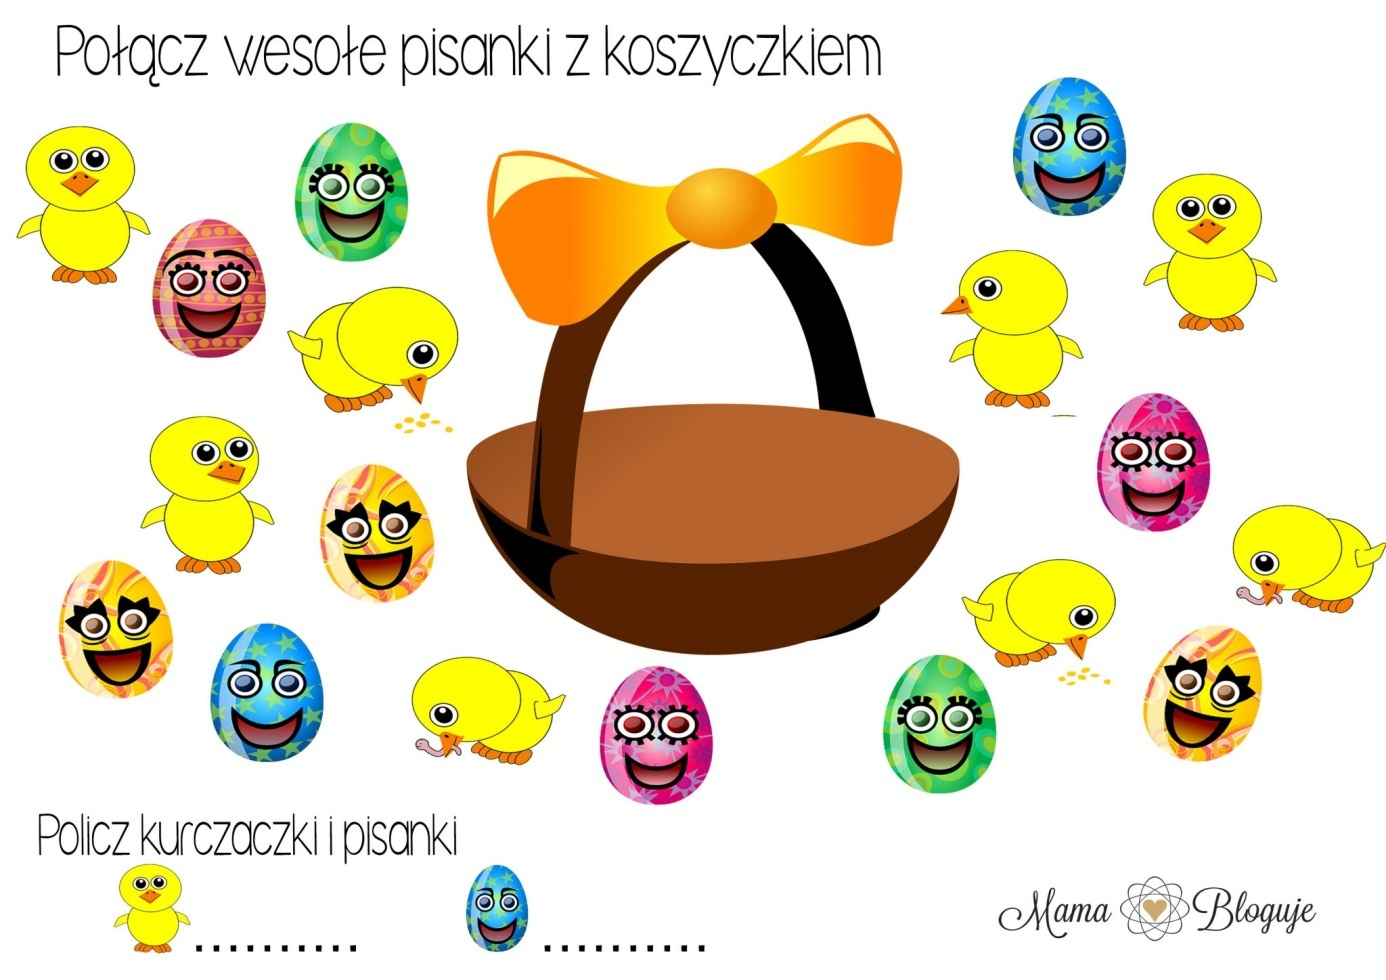 Połącz wesołe pisanki z koszyczkiem
Policz kurczaczki i pisanki
.......... ..........
Mama Bloguje